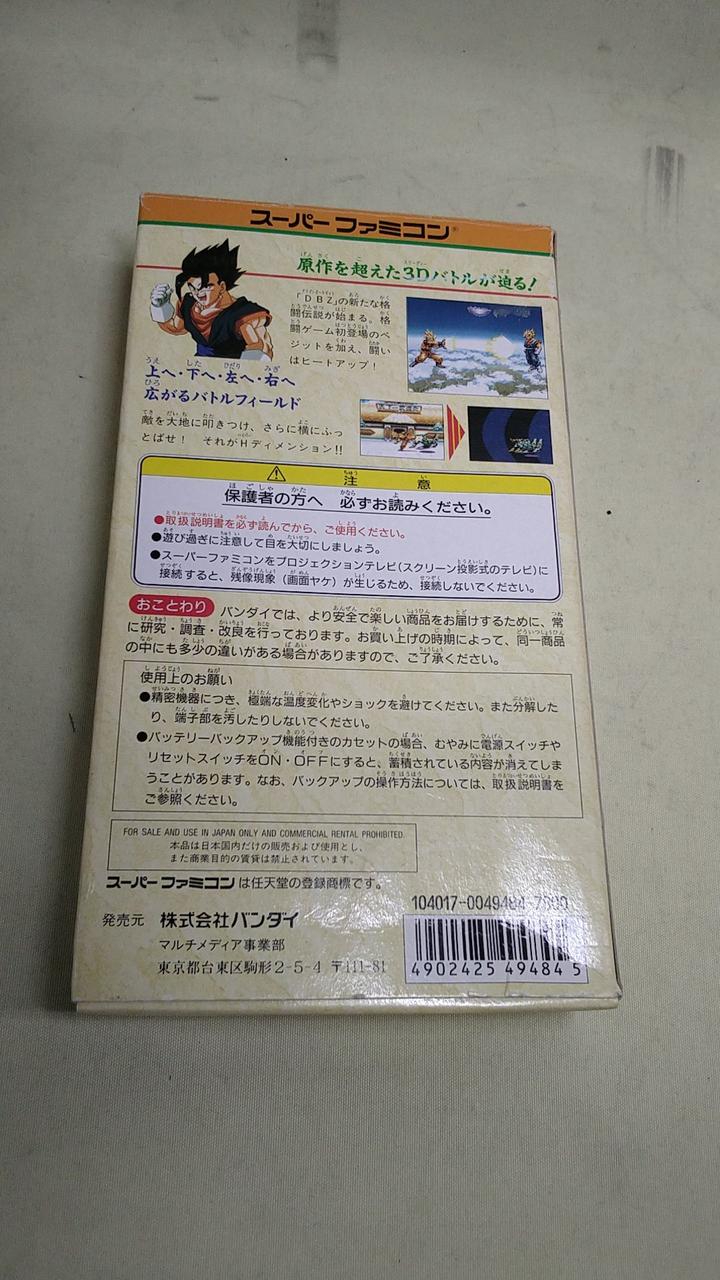 スーパーファミコン®
原作を超えた3Dバトルが迫る!
「DBZ」の新たな格
闘伝説が始まる。格
闘ゲーム初登場のベ
ジットを加え、闘い
はヒートアップ!
上へ・下へ・左へ・右へ
広がるバトルフィールド
敵を大地に叩きつけ、さらに横にふっ
とばせ! それがHディメンション!!
注意
保護者の方へ 必ずお読みください。
●取扱説明書を必ず読んでから、ご使用ください。
●遊び過ぎに注意して目を大切にしましょう。
●スーパーファミコンをプロジェクションテレビ(スクリーン投影式のテレビ)に
接続すると、残像現象(画面ヤケ)が生じるため、接続しないでください。
おことわり バンダイでは、より安全で楽しい商品をお届けするために、常
に研究・調査・改良を行っております。お買い上げの時期によって、同一商品
の中にも多少の違いがある場合がありますので、ご了承ください。
使用上のお願い
●精密機器につき、極端な温度変化やショックを避けてください。また分解した
り、端子部を汚したりしないでください。
●バッテリーバックアップ機能付きのカセットの場合、むやみに電源スイッチや
リセットスイッチをON・OFFにすると、蓄積されている内容が消えてしま
うことがあります。なお、バックアップの操作方法については、取扱説明書を
ご参照ください。
FOR SALE AND USE IN JAPAN ONLY AND COMMERCIAL RENTAL PROHIBITED.
本品は日本国内だけの販売および使用とし、
また商業目的の賃貸は禁止されています。
スーパーファミコンは任天堂の登録商標です。
発売元 株式会社バンダイ
マルチメディア事業部
東京都台東区駒形2-5-4 〒111-81
104017-0049484-7800
4902425494845